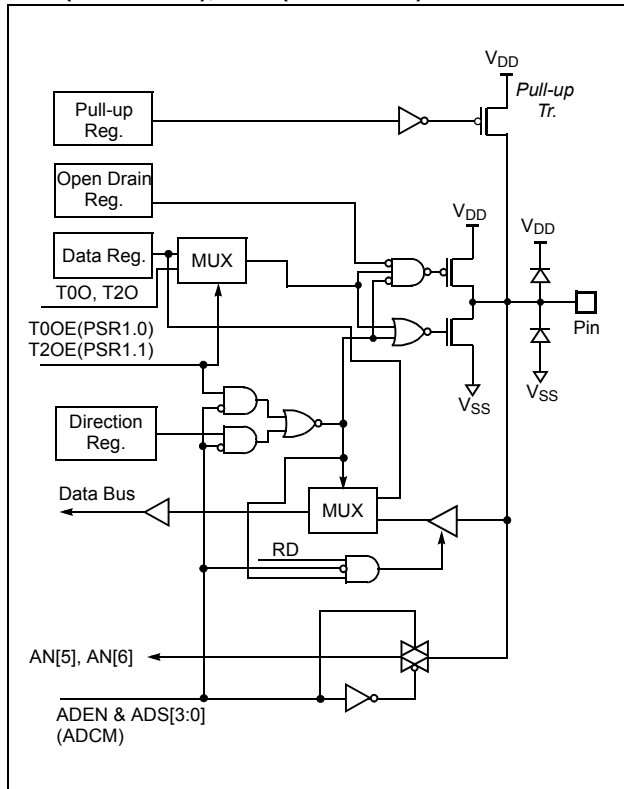 VDD
Pull-up
Tr.
Pull-up
Reg.
Open Drain
Reg.
VDD
VDD
Data Reg.
MUX
T0O, T2O
Pin
T0OE(PSR1.0)
T2OE(PSR1.1)
VSS
VSS
Direction
Reg.
Data Bus
MUX
RD
AN[5], AN[6]
ADEN & ADS[3:0]
(ADCM)